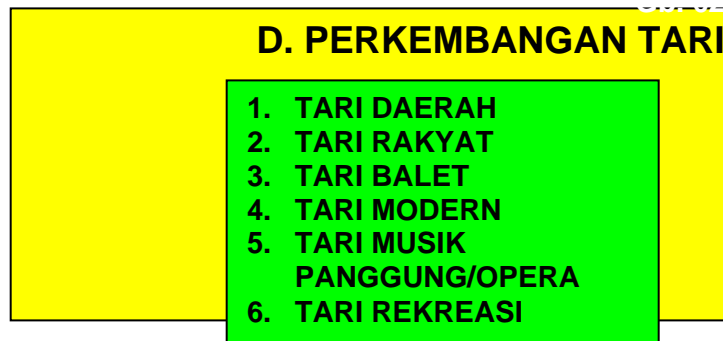 D. PERKEMBANGAN TARI
1. TARI DAERAH
2. TARI RAKYAT
3. TARI BALET
4. TARI MODERN
5. TARI MUSIK
PANGGUNG/OPERA
6. TARI REKREASI